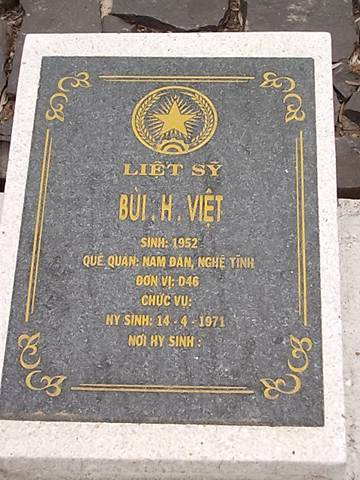 LIỆT SỸ
BÙI . H . VIỆT
SINH: 1952
QUÊ QUÁN: NAM ĐÀN, NGHỆ TĨNH
ĐƠN VỊ: D46
CHỨC VỤ:
HY SINH: 14 - 4 - 1971
NƠI HY SINH :